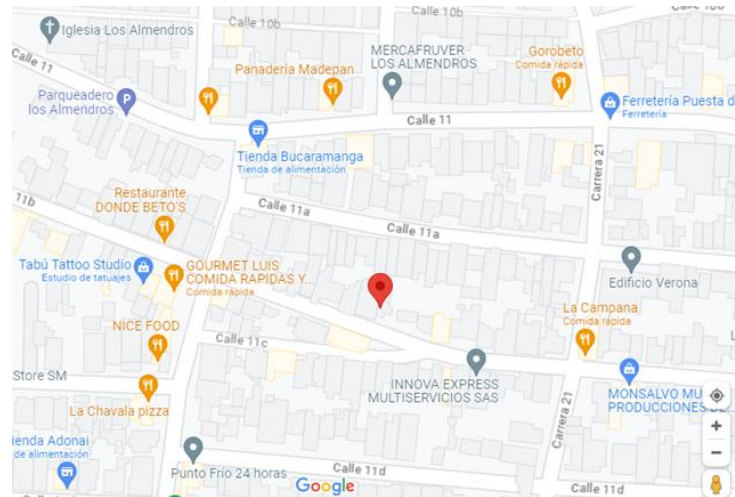 Calle 10b
Calle 10b
Iglesia Los Almendros
MERCAFRUVER
LOS ALMENDROS
Gorobeto
Comida rápida
Calle 11
Panadería Madepan
Parqueadero
los Almendros
Ferretería Puesta d
Ferretería
Calle 11
Tienda Bucaramanga
Tienda de alimentación
Carrera 21
Restaurante
DONDE BETO'S
11b
Calle 11a
Calle 11a
Tabú Tattoo Studio
Estudio de tatuajes
GOURMET LUIS
COMIDA RAPIDAS Y...
Comida rápida
Edificio Verona
La Campana
Comida rápida
NICE FOOD
Calle 11c
Store SM
INNOVA EXPRESS
MULTISERVICIOS SAS
MONSALVO MU
PRODUCCIONES DE...
La Chavala pizza
Carrera 21
ienda Adonai
de alimentación
Punto Frío 24 horas
Calle 11d
Google
Calle 11d